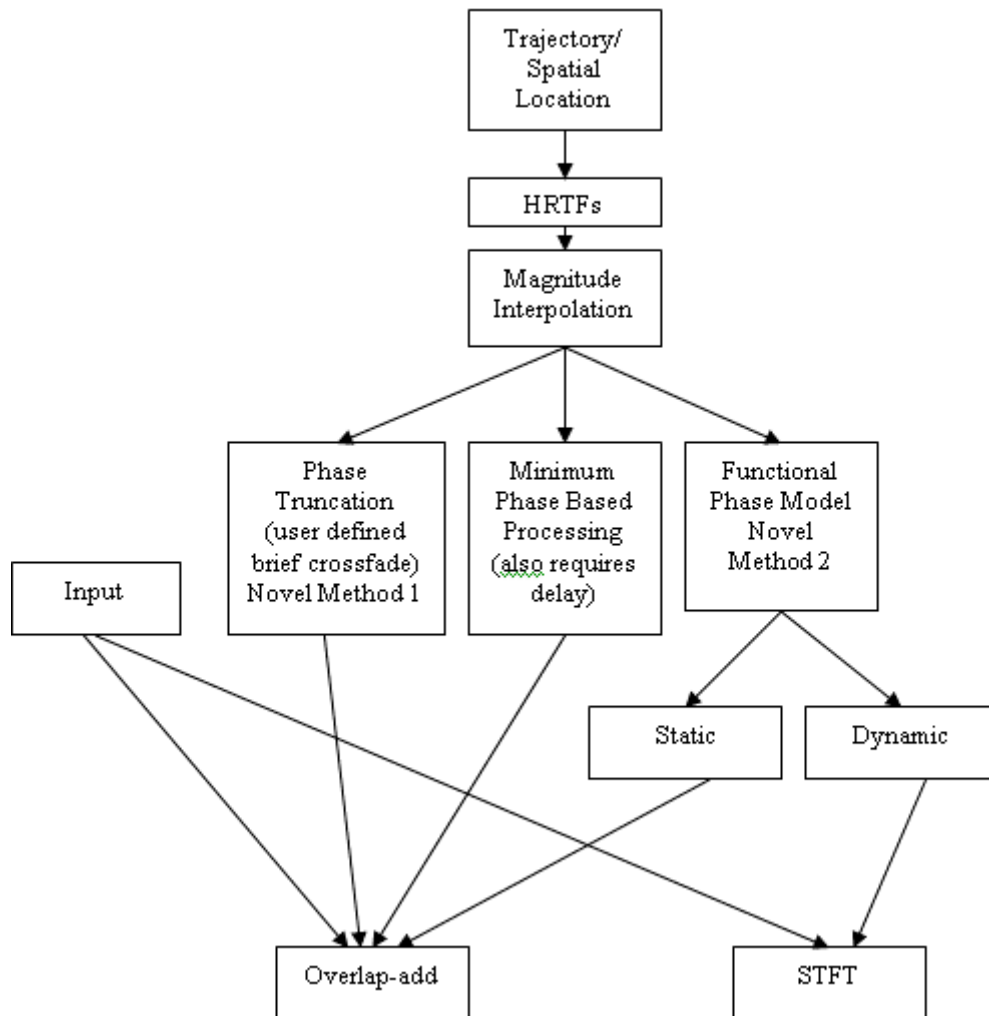 Trajectory/
Spatial
Location
HRTFs
Magnitude
Interpolation
Phase
Truncation
(user defined
brief crossfade)
Novel Method 1
Minimum
Phase Based
Processing
(also requires
delay)
Functional
Phase Model
Novel
Method 2
Input
Static
Dynamic
Overlap-add
STFT